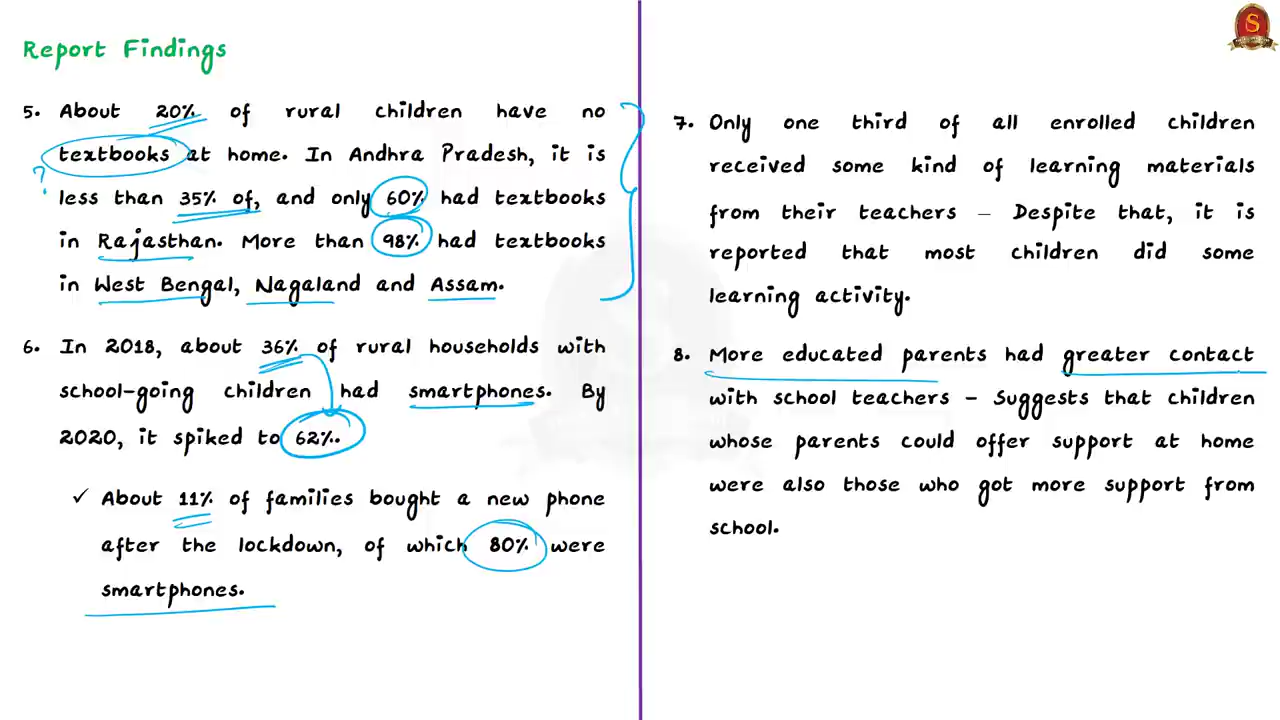 Report Findings
5. About 20% of rural children have no
textbooks at home. In Andhra Pradesh, it is
?
less than 35% of, and only 60% had textbooks
in Rajasthan. More than 98% had textbooks
in West Bengal, Nagaland and Assam.
6. In 2018, about 36% of rural households with
school-going children had smartphones. By
2020, it spiked to 62%.
✓ About 11% of families bought a new phone
after the lockdown, of which 80% were
smartphones.
S
7. Only one third of all enrolled children
received some kind of learning materials
from their teachers – Despite that, it is
reported that most children did some
learning activity.
8. More educated parents had greater contact
with school teachers – Suggests that children
whose parents could offer support at home
were also those who got more support from
school.